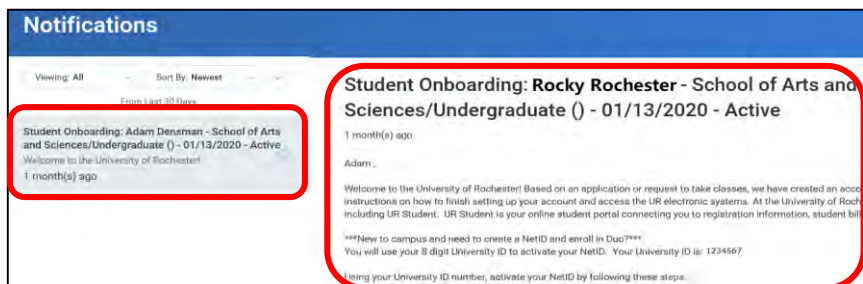 Notifications
Viewing: All Sort By: Newest
From Last 30 Days
Student Onboarding: Adam Densman - School of Arts
and Sciences/Undergraduate () - 01/13/2020 - Active
Welcome to the University of Rochester!
1 month(s) ago
Student Onboarding: Rocky Rochester - School of Arts and
Sciences/Undergraduate () - 01/13/2020 - Active
1 month(s) ago
Adam ,
Welcome to the University of Rochester! Based on an application or request to take classes, we have created an
instructions on how to finish setting up your account and access the UR electronic systems. At the University of
including UR Student. UR Student is your online student portal connecting you to registration information, student
***New to campus and need to create a NetID and enroll in Duo?***
You will use your 8 digit University ID to activate your NetID. Your University ID is: 1234567
Using your University ID number, activate your NetID by following these steps.